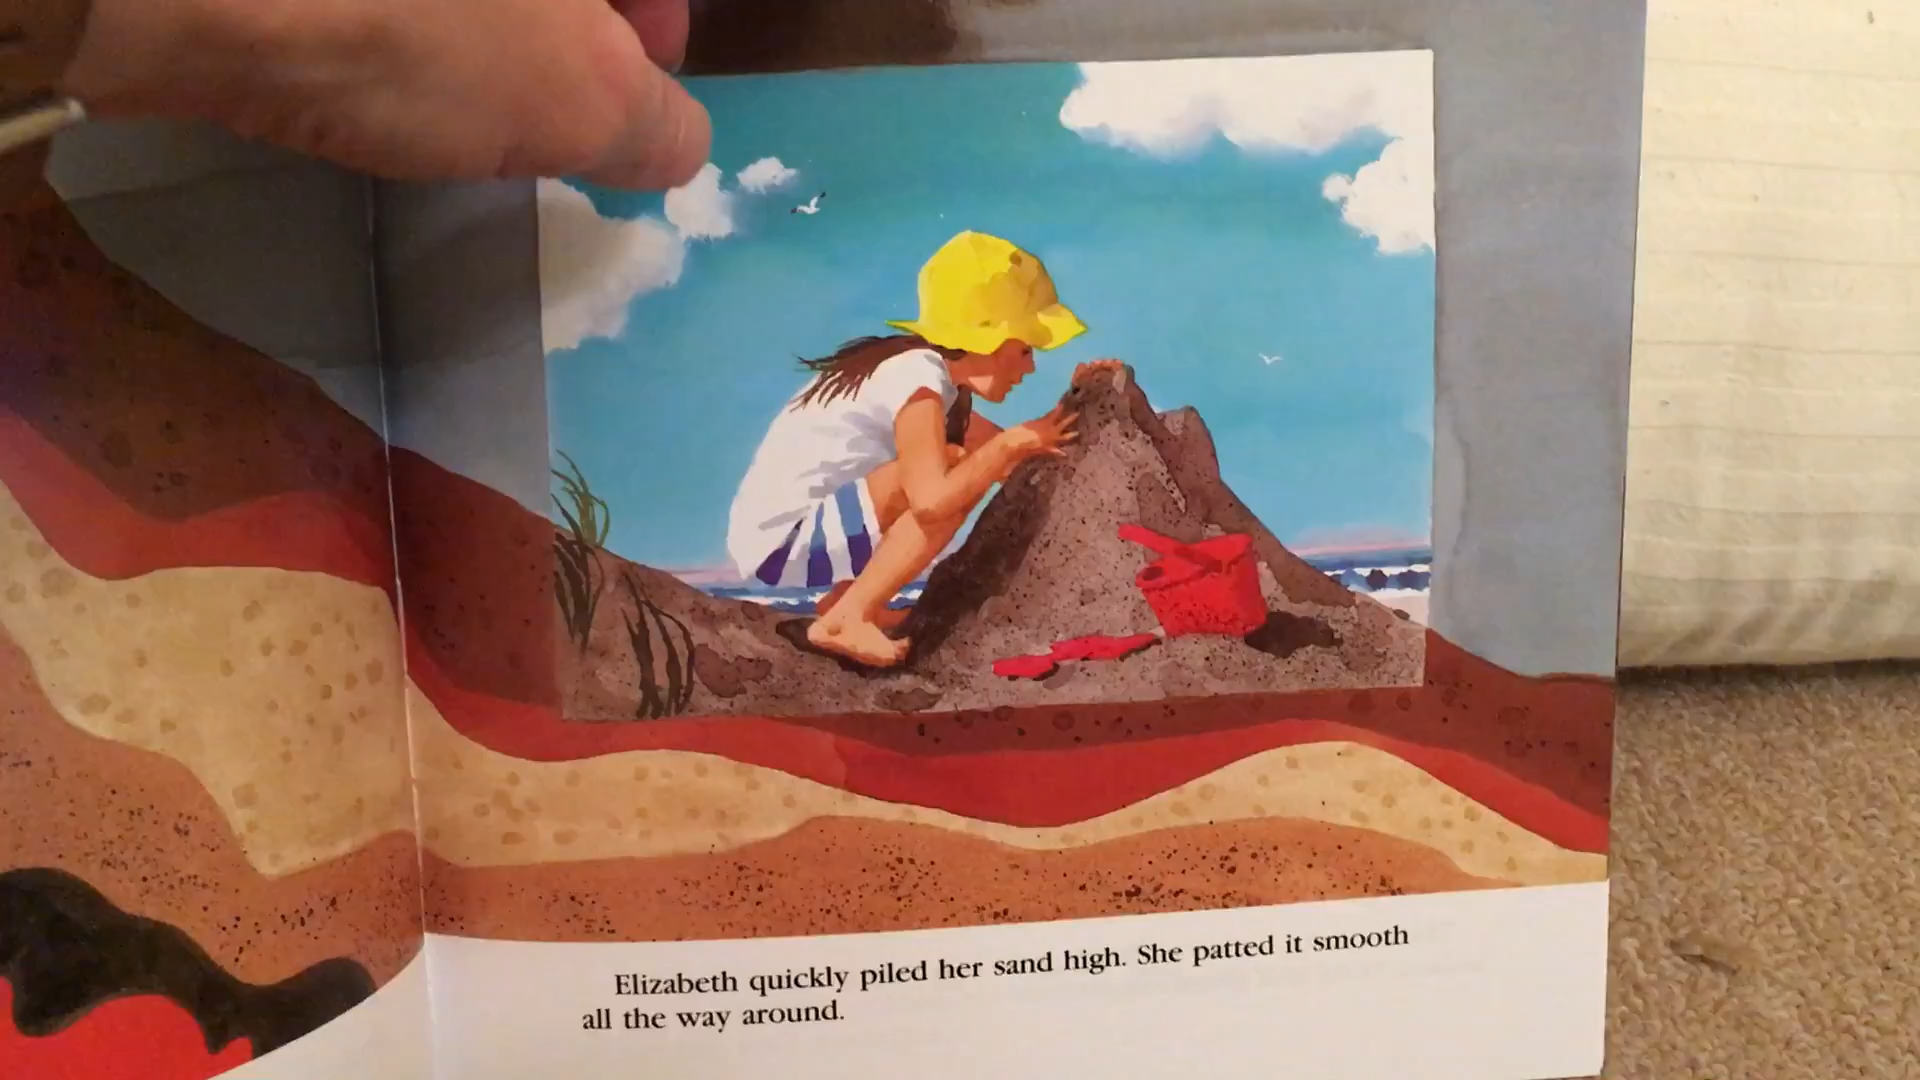 Elizabeth quickly piled her sand high. She patted it smooth
all the way around.